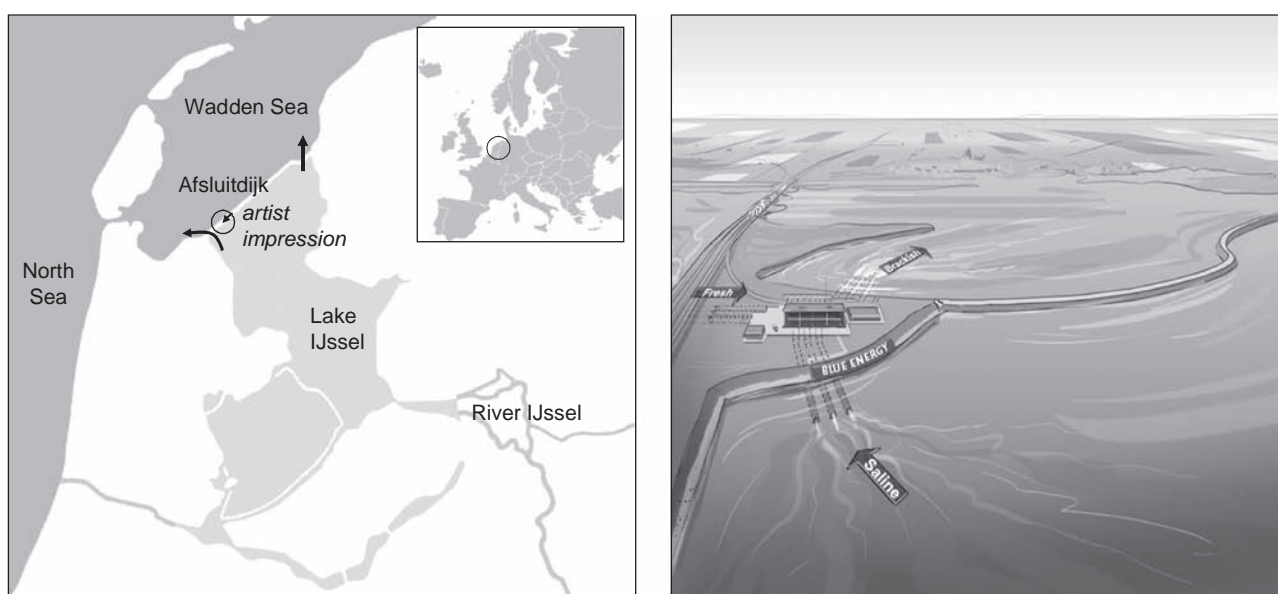 Wadden Sea
Afsluitdijk
artist
impression
North
Sea
Lake
IJssel
River IJssel
Fresh
Brackish
BLUE ENERGY
Saline